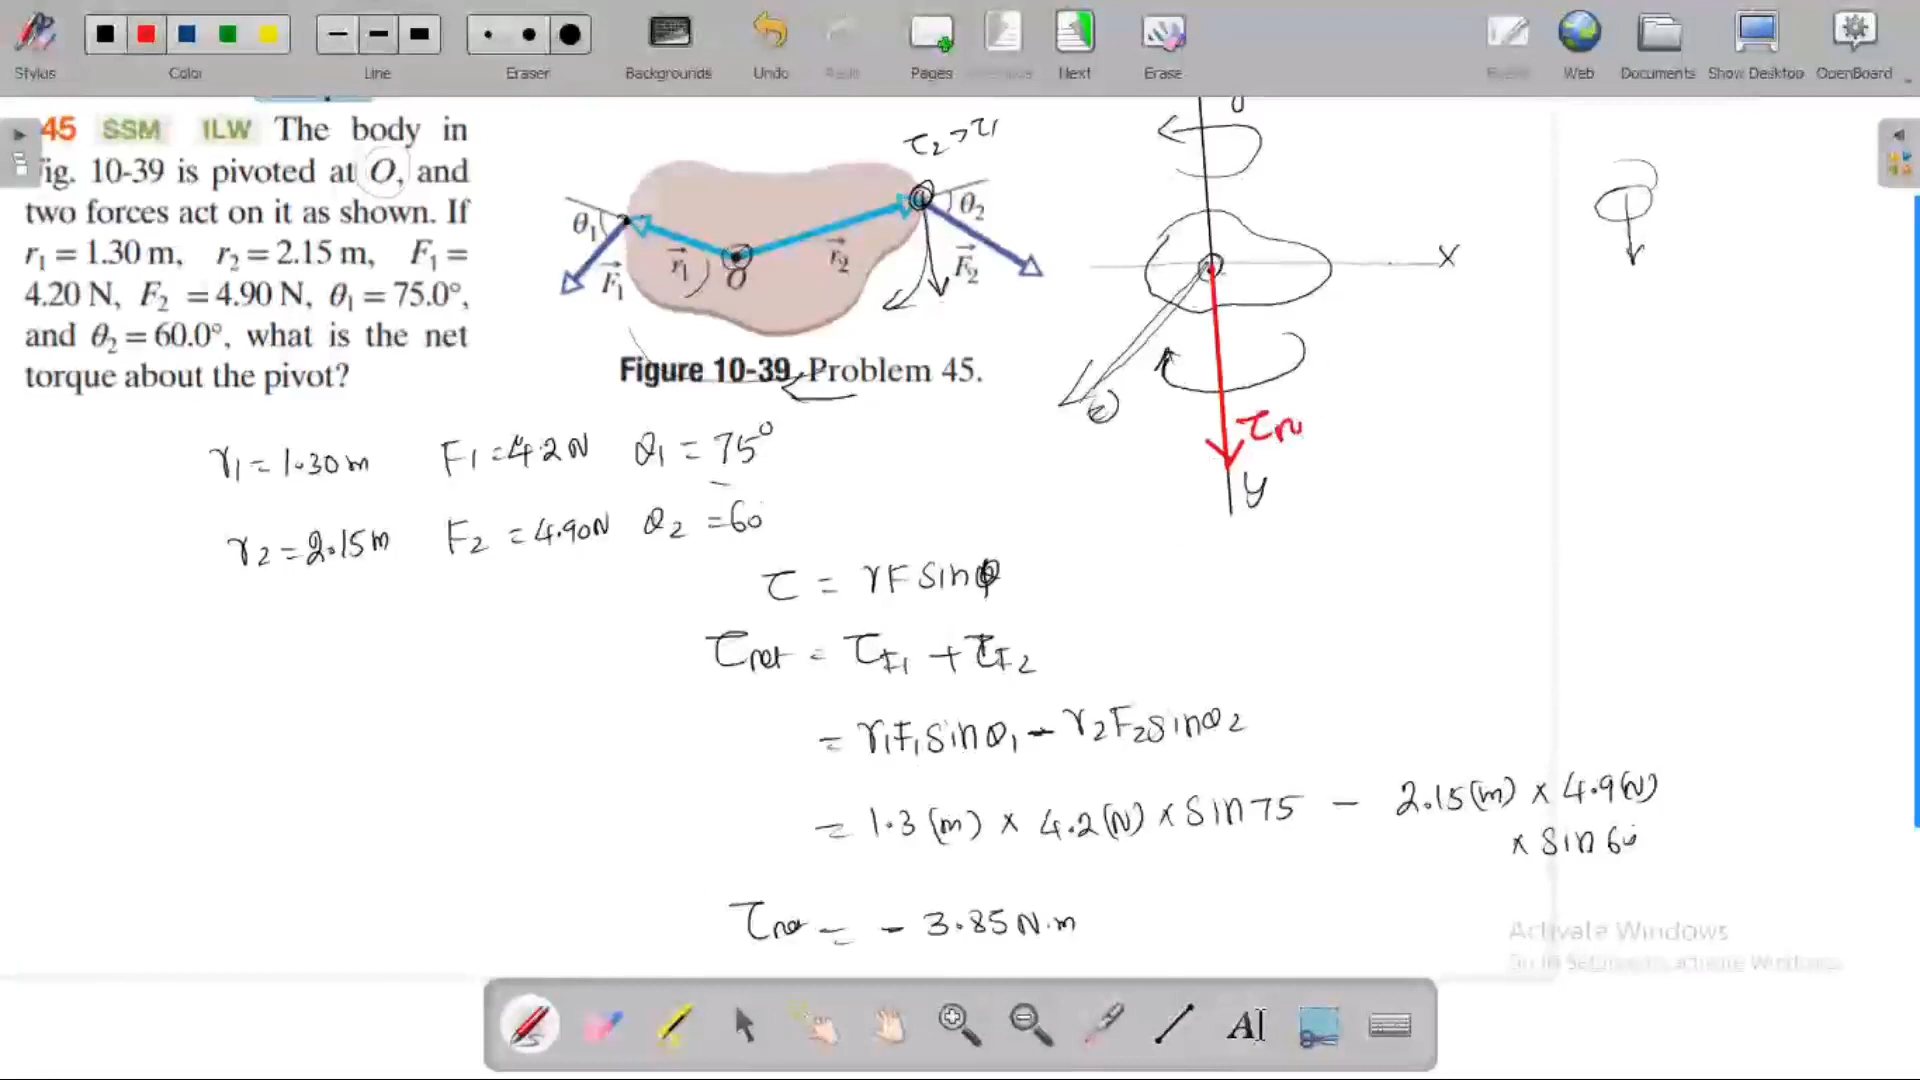 Stylus
Color
Line
Eraser
Backgrounds
Undo
Redo
Pages
Next
Erase
Web
Documents
Show Desktop
OpenBoard
45 SSM ILW The body in
ig. 10-39 is pivoted at O, and
two forces act on it as shown. If
r₁ = 1.30 m, r₂ = 2.15 m, F₁ =
4.20 N, F₂ = 4.90 N, θ₁ = 75.0°,
and θ₂ = 60.0°, what is the net
torque about the pivot?
τ₂ > τ₁
θ₁
F⃗₁
r⃗₁
O
r⃗₂
θ₂
F⃗₂
Figure 10-39 Problem 45.
x
y
r₁ = 1.30 m F₁ = 4.2 N θ₁ = 75°
r₂ = 2.15 m F₂ = 4.90 N θ₂ = 60
τ = rF sin φ
τnet = τF₁ + τF₂
= r₁F₁ sin θ₁ - r₂F₂ sin θ₂
= 1.3 (m) × 4.2 (N) × sin 75 - 2.15 (m) × 4.9 (N)
× sin 60
τnet = - 3.85 N.m
Activate Windows